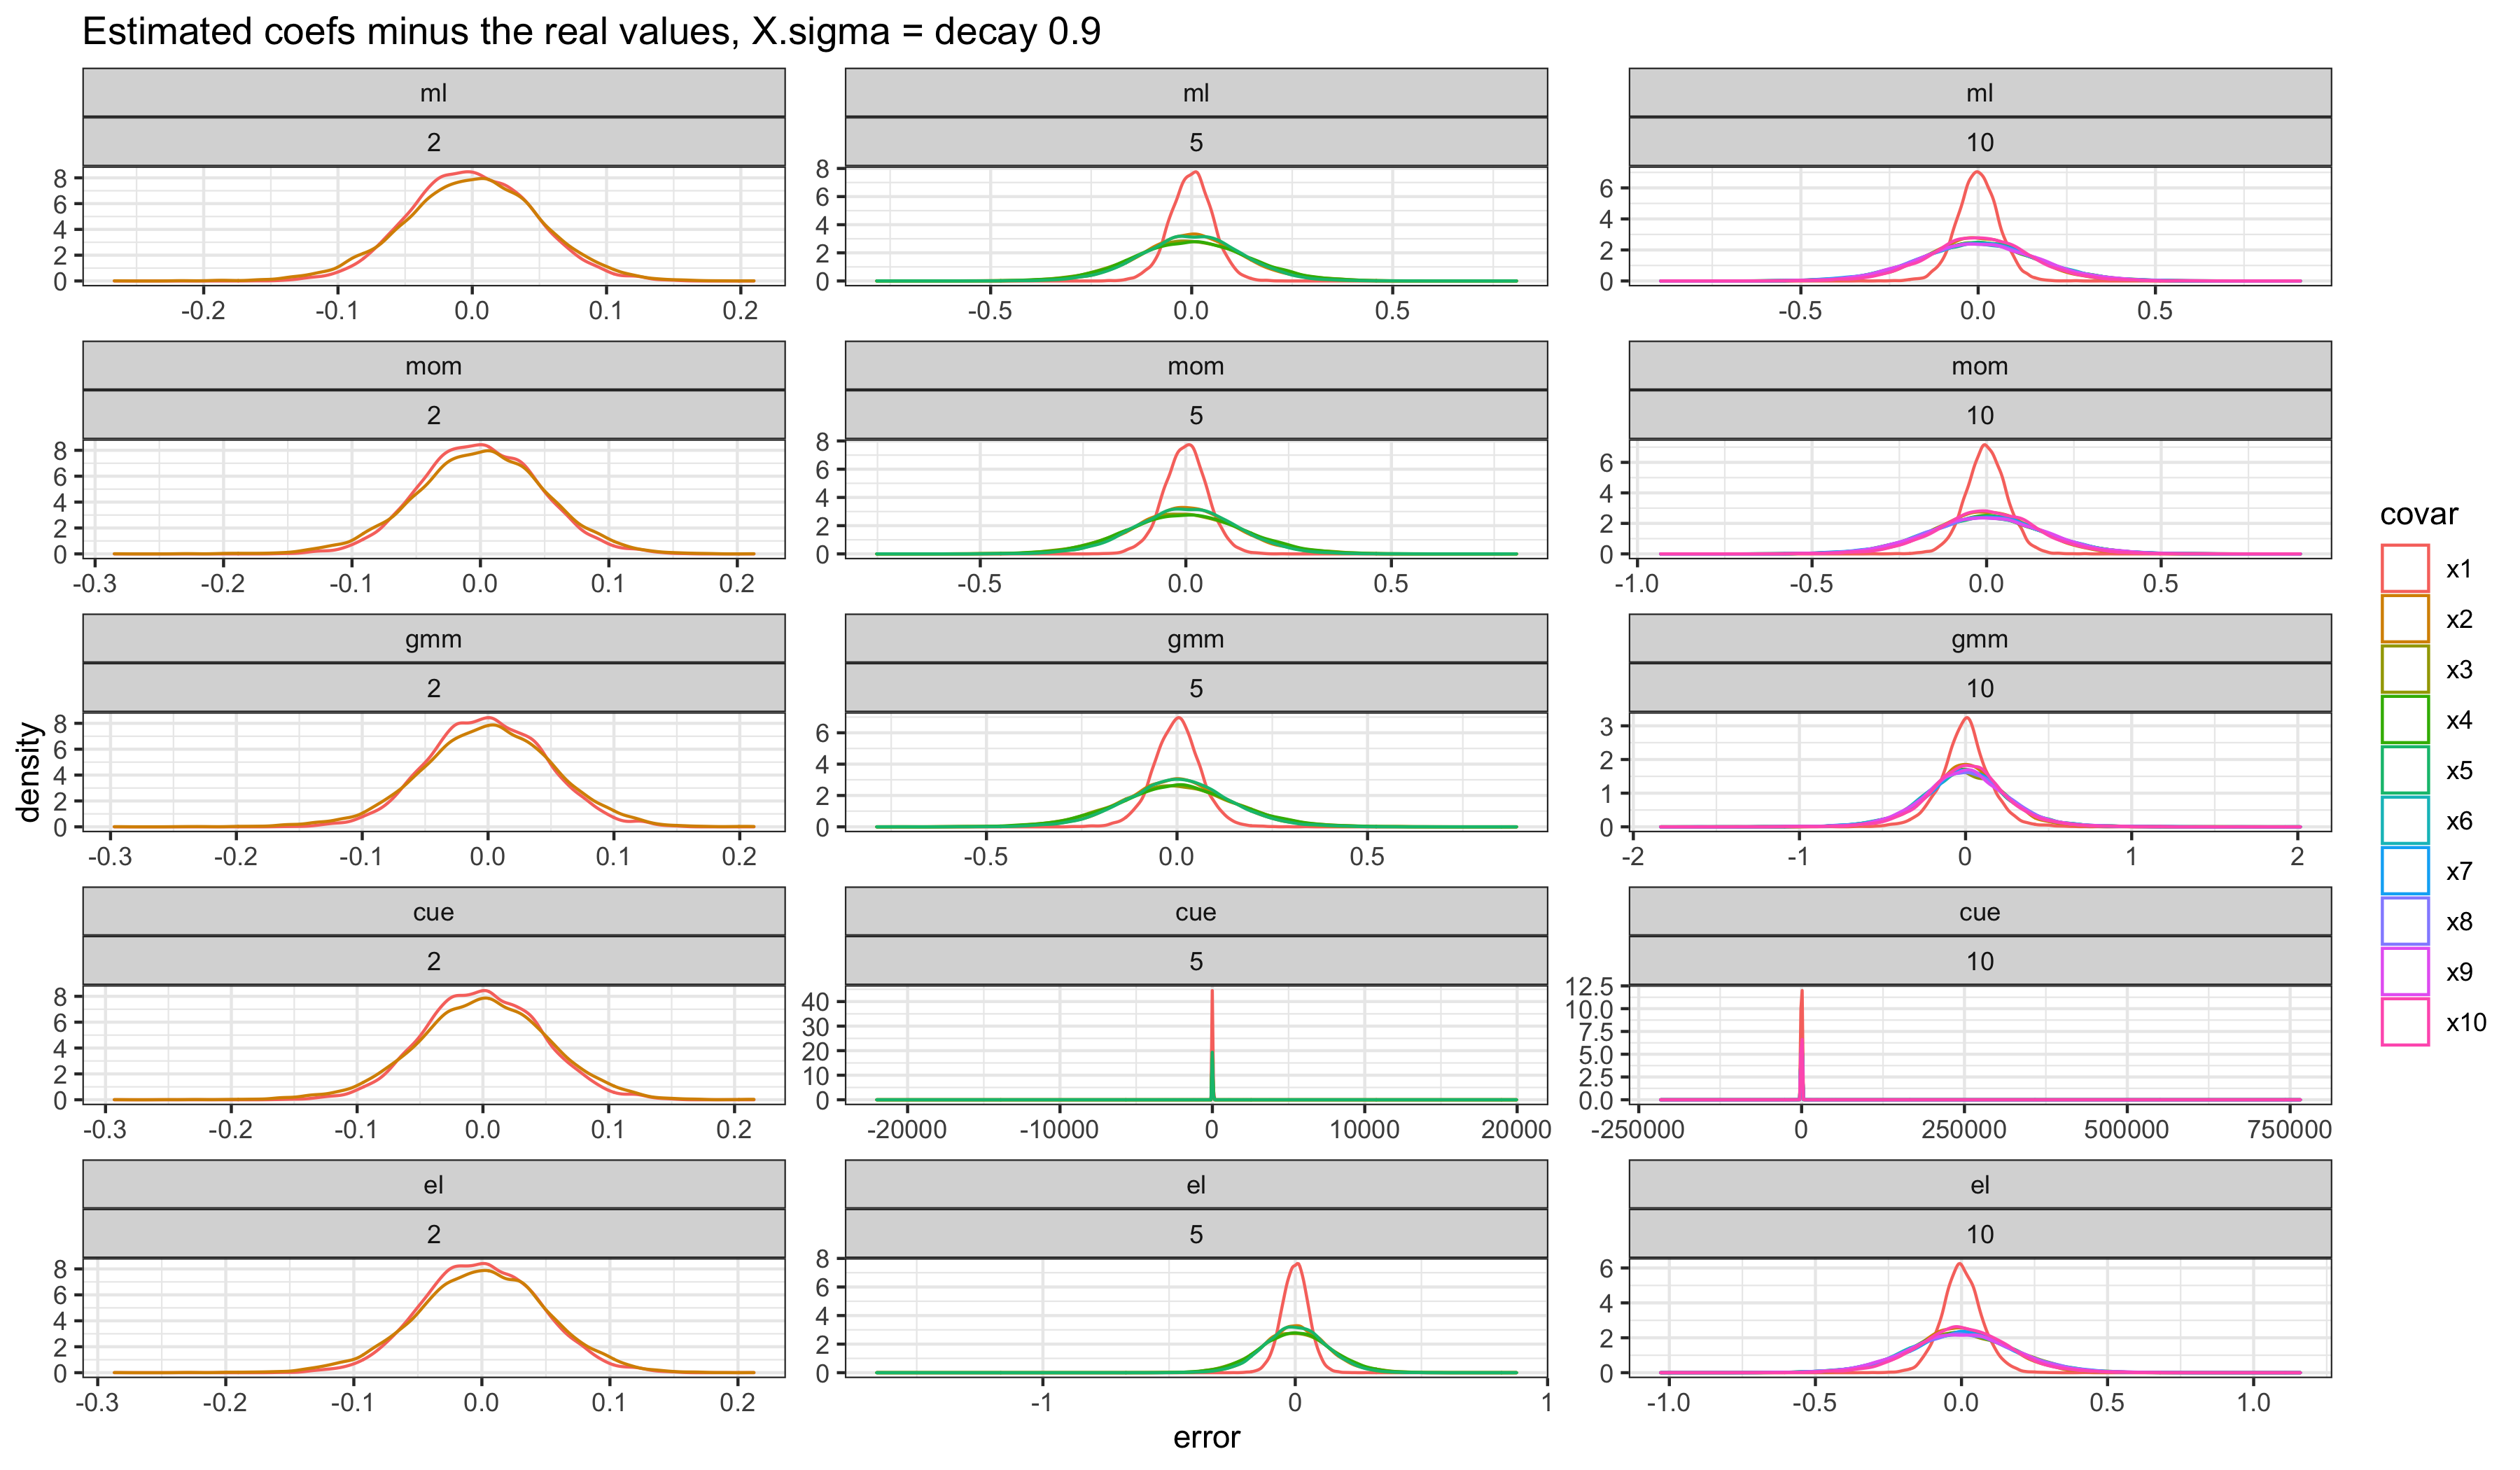 Estimated coefs minus the real values, X.sigma = decay 0.9
ml ml ml
2 5 10
8 6 4 2 0
-0.2 -0.1 0.0 0.1 0.2
8 6 4 2 0
-0.5 0.0 0.5
6 4 2 0
-0.5 0.0 0.5
mom mom mom
2 5 10
8 6 4 2 0
-0.3 -0.2 -0.1 0.0 0.1 0.2
8 6 4 2 0
-0.5 0.0 0.5
6 4 2 0
-1.0 -0.5 0.0 0.5
gmm gmm gmm
2 5 10
8 6 4 2 0
-0.3 -0.2 -0.1 0.0 0.1 0.2
6 4 2 0
-0.5 0.0 0.5
3 2 1 0
-2 -1 0 1 2
cue cue cue
2 5 10
8 6 4 2 0
-0.3 -0.2 -0.1 0.0 0.1 0.2
40 30 20 10 0
-20000 -10000 0 10000 20000
12.5 10.0 7.5 5.0 2.5 0.0
-250000 0 250000 500000 750000
el el el
2 5 10
8 6 4 2 0
-0.3 -0.2 -0.1 0.0 0.1 0.2
8 6 4 2 0
-1 0 1
6 4 2 0
-1.0 -0.5 0.0 0.5 1.0
density
error
covar
x1
x2
x3
x4
x5
x6
x7
x8
x9
x10